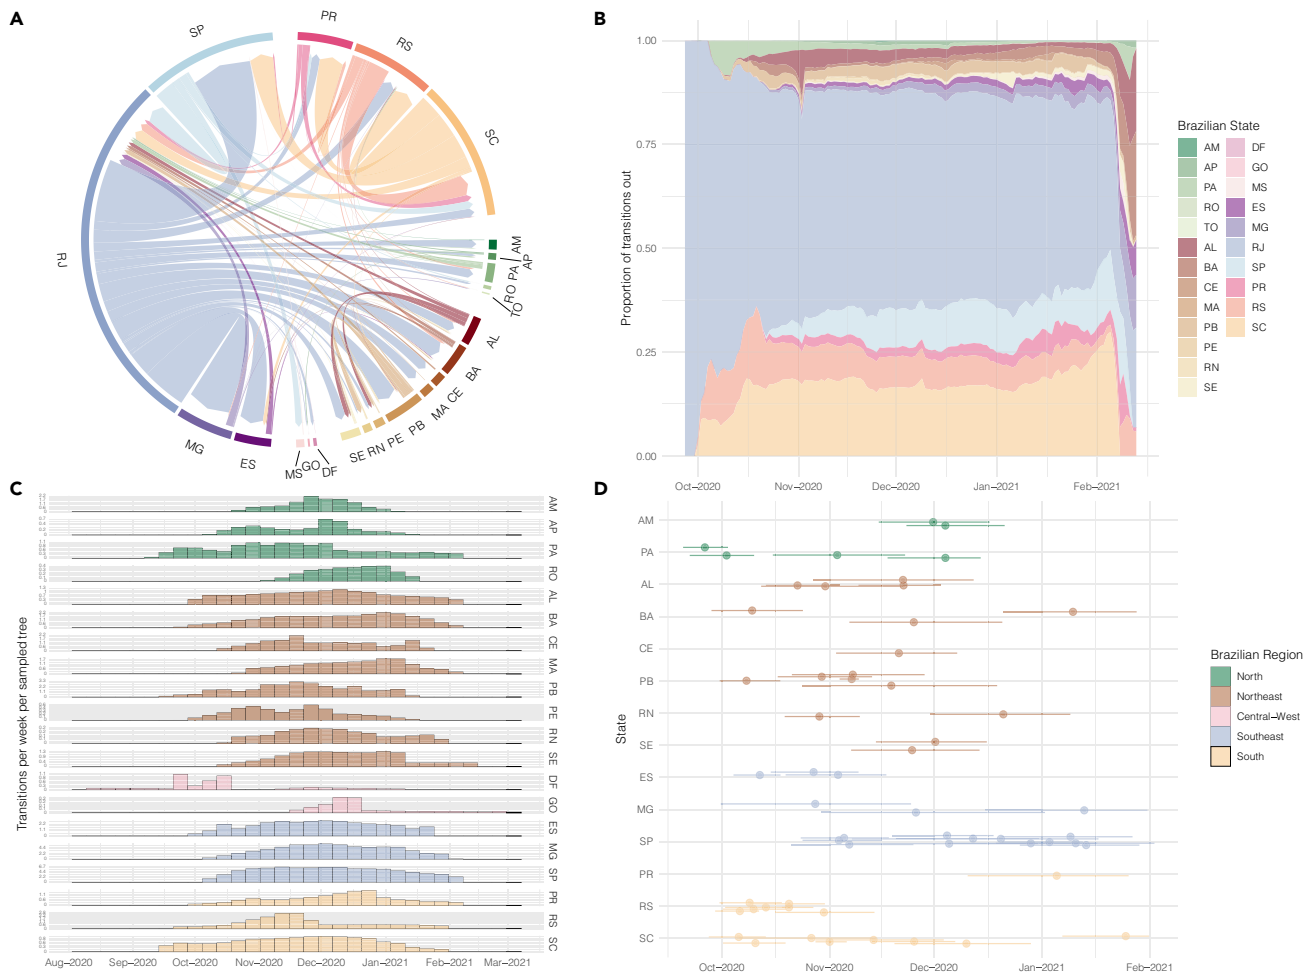 A
SP
PR
RS
SC
RJ
AM
AP
PA
RO
TO
AL
BA
CE
MA
PB
PE
RN
SE
DF
GO
MS
ES
MG
B
Proportion of transitions out
1.00
0.75
0.50
0.25
0.00
Oct–2020
Nov–2020
Dec–2020
Jan–2021
Feb–2021
Brazilian State
AM
AP
PA
RO
TO
AL
BA
CE
MA
PB
PE
RN
SE
DF
GO
MS
ES
MG
RJ
SP
PR
RS
SC
C
Transitions per week per sampled tree
AM
AP
PA
RO
AL
BA
CE
MA
PB
PE
RN
SE
DF
GO
ES
MG
SP
PR
RS
SC
Aug–2020
Sep–2020
Oct–2020
Nov–2020
Dec–2020
Jan–2021
Feb–2021
Mar–2021
D
State
AM
PA
AL
BA
CE
PB
RN
SE
ES
MG
SP
PR
RS
SC
Oct–2020
Nov–2020
Dec–2020
Jan–2021
Feb–2021
Brazilian Region
North
Northeast
Central–West
Southeast
South